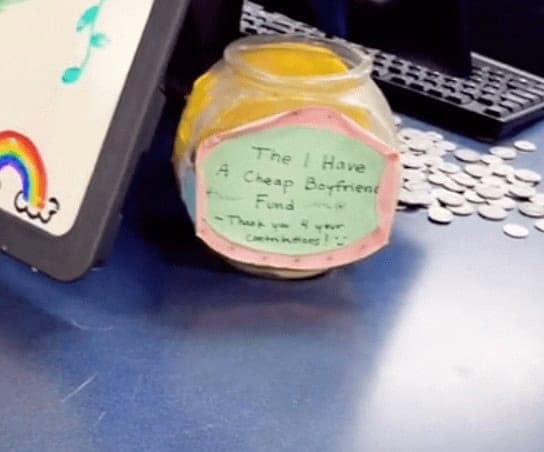 The I Have
A Cheap Boyfriend
Fund
- Thank you 4 your
contributions! :)